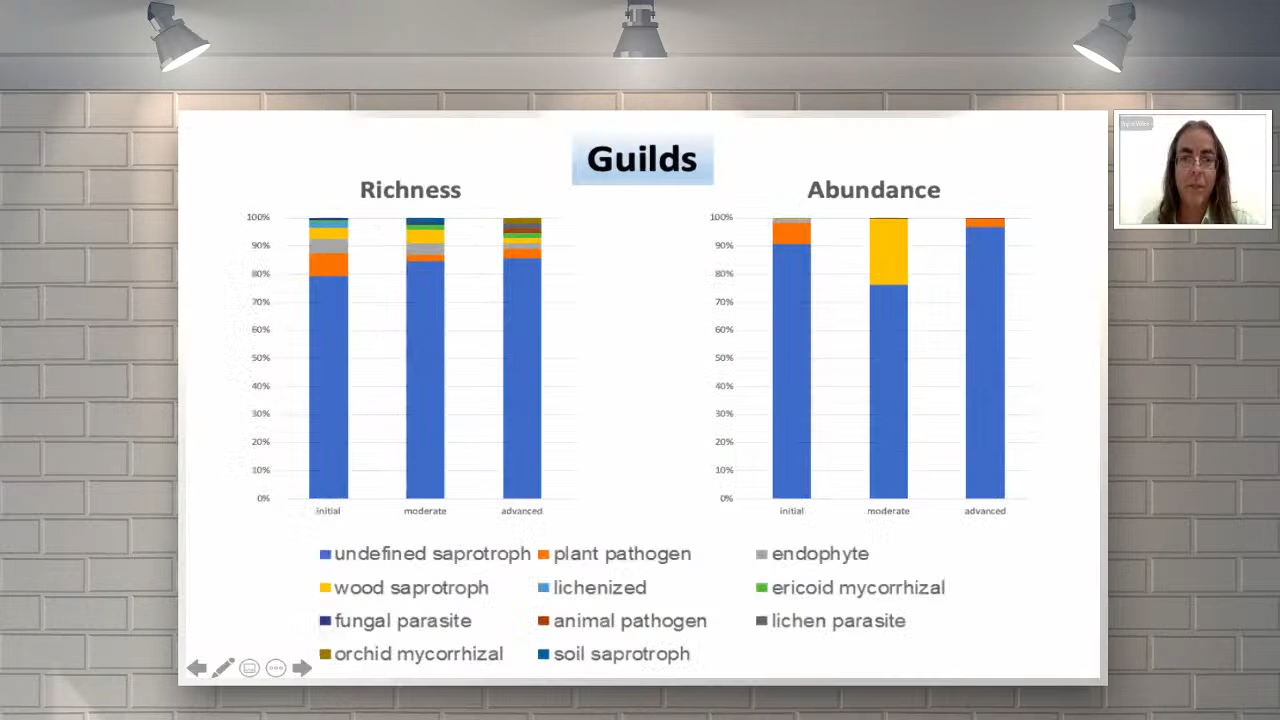 Guilds
Richness
Abundance
100%
90%
80%
70%
60%
50%
40%
30%
20%
10%
0%
initial moderate advanced
100%
90%
80%
70%
60%
50%
40%
30%
20%
10%
0%
initial moderate advanced
undefined saprotroph plant pathogen endophyte
wood saprotroph lichenized ericoid mycorrhizal
fungal parasite animal pathogen lichen parasite
orchid mycorrhizal soil saprotroph